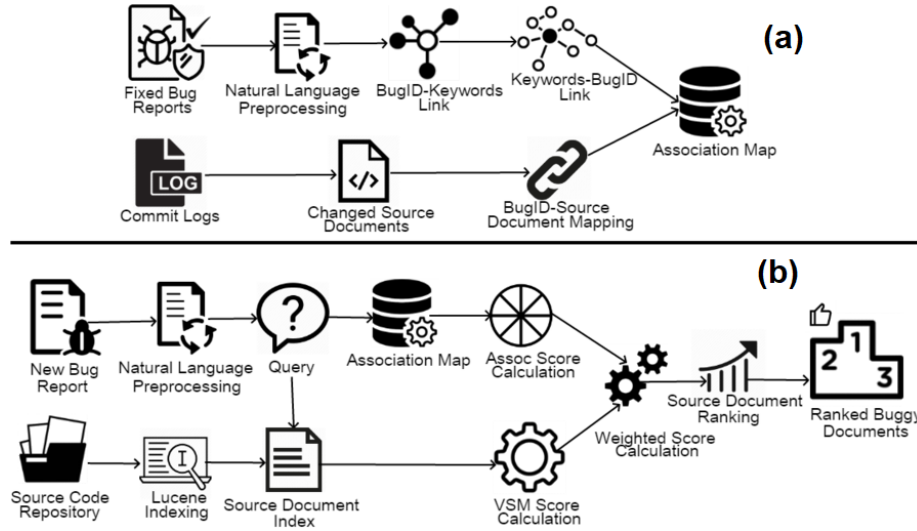 (a)
Fixed Bug
Reports
Natural Language
Preprocessing
BugID-Keywords
Link
Keywords-BugID
Link
Association Map
LOG
Commit Logs
</>
Changed Source
Documents
BugID-Source
Document Mapping
(b)
New Bug
Report
Natural Language
Preprocessing
?
Query
Association Map
Assoc Score
Calculation
Weighted Score
Calculation
Source Document
Ranking
2 1 3
Ranked Buggy
Documents
Source Code
Repository
I
Lucene
Indexing
Source Document
Index
VSM Score
Calculation